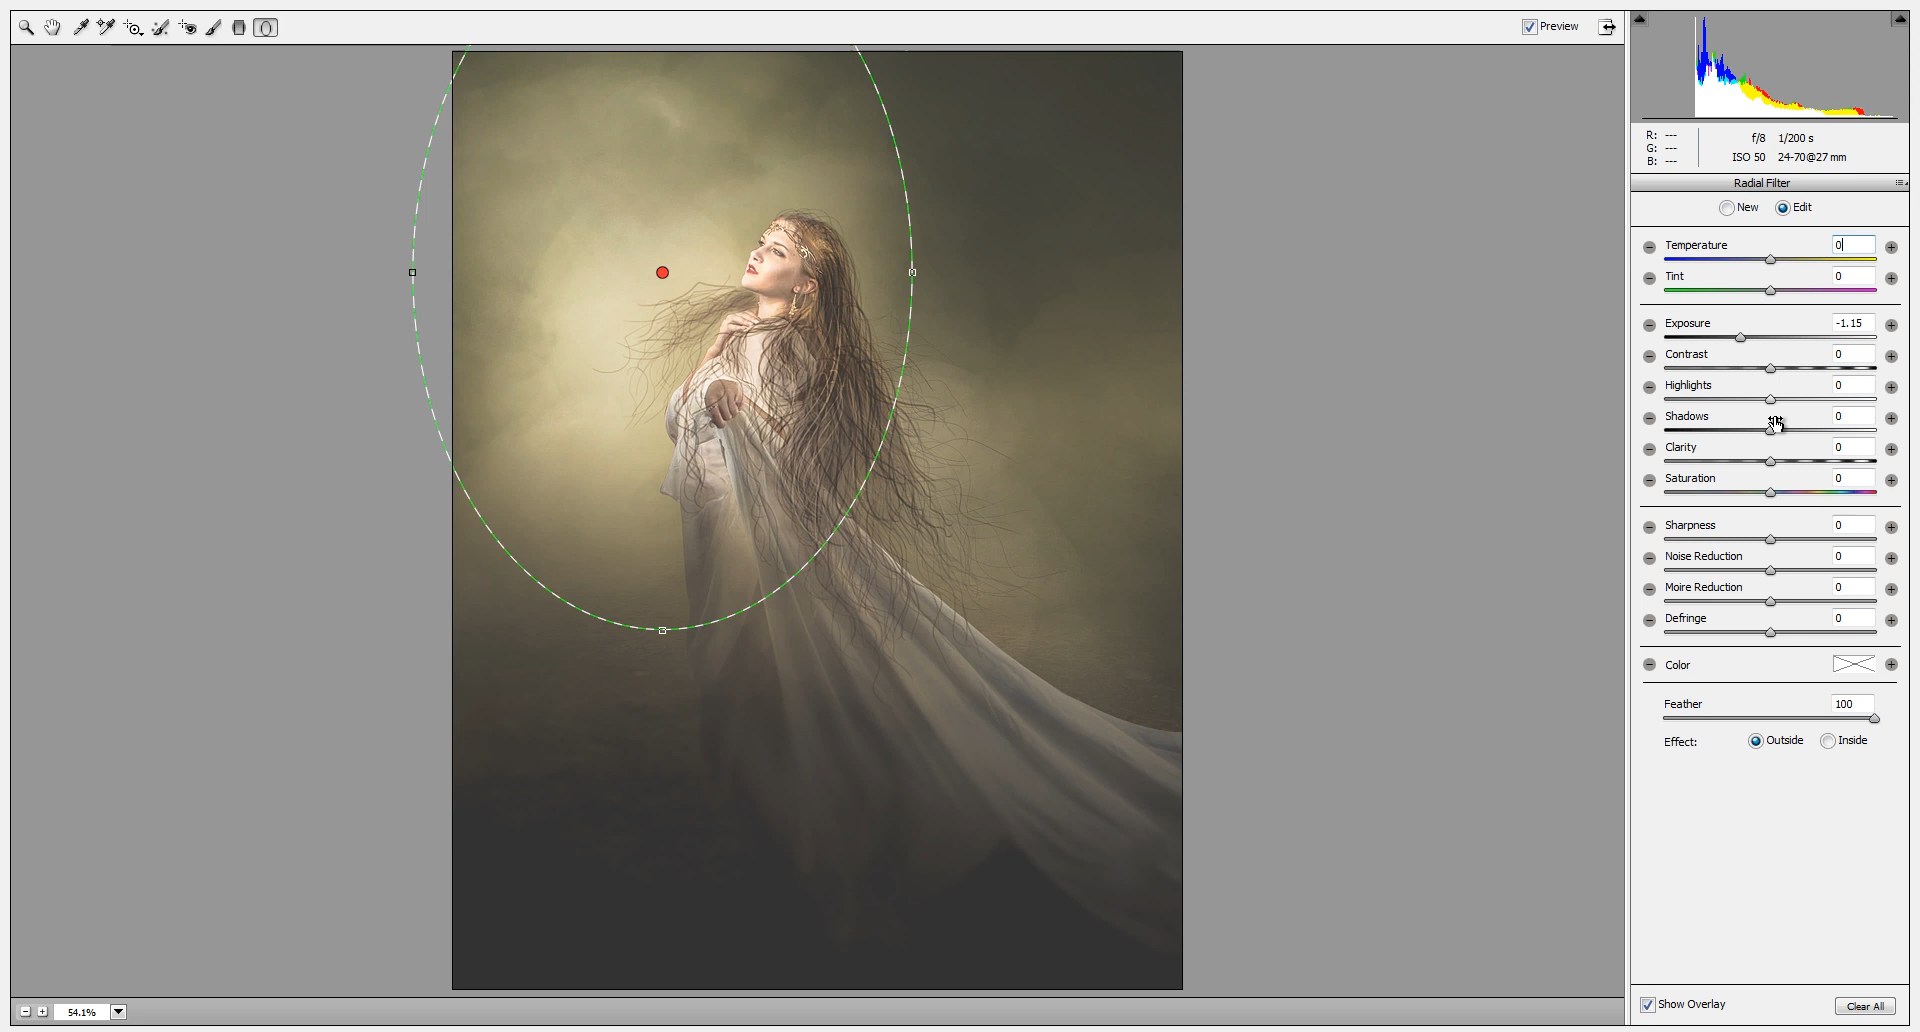 Preview
R: ---
G: ---
B: ---
f/8 1/200 s
ISO 50 24-70@27 mm
Radial Filter
New Edit
Temperature 0
Tint 0
Exposure -1.15
Contrast 0
Highlights 0
Shadows 0
Clarity 0
Saturation 0
Sharpness 0
Noise Reduction 0
Moire Reduction 0
Defringe 0
Color
Feather 100
Effect: Outside Inside
Show Overlay Clear All
54.1%